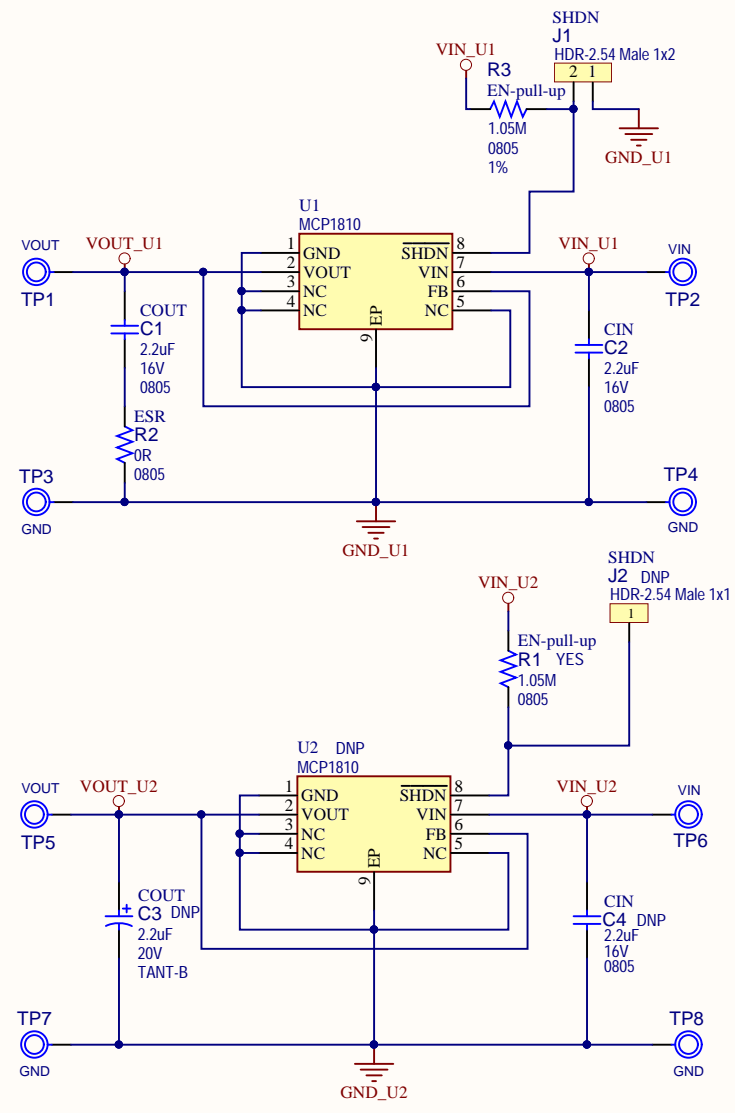 SHDN
J1
HDR-2.54 Male 1x2
2 1
VIN_U1
R3
EN-pull-up
1.05M
0805
1%
GND_U1
U1
MCP1810
1 GND
2 VOUT
3 NC
4 NC
SHDN 8
VIN 7
FB 6
NC 5
EP
9
VOUT
TP1
VOUT_U1
VIN_U1
VIN
TP2
COUT
C1
2.2uF
16V
0805
ESR
R2
0R
0805
CIN
C2
2.2uF
16V
0805
TP3
GND
TP4
GND
GND_U1
SHDN
J2 DNP
HDR-2.54 Male 1x1
1
VIN_U2
EN-pull-up
R1 YES
1.05M
0805
U2 DNP
MCP1810
1 GND
2 VOUT
3 NC
4 NC
SHDN 8
VIN 7
FB 6
NC 5
EP
9
VOUT
TP5
VOUT_U2
VIN_U2
VIN
TP6
COUT
+
C3 DNP
2.2uF
20V
TANT-B
CIN
C4 DNP
2.2uF
16V
0805
TP7
GND
TP8
GND
GND_U2